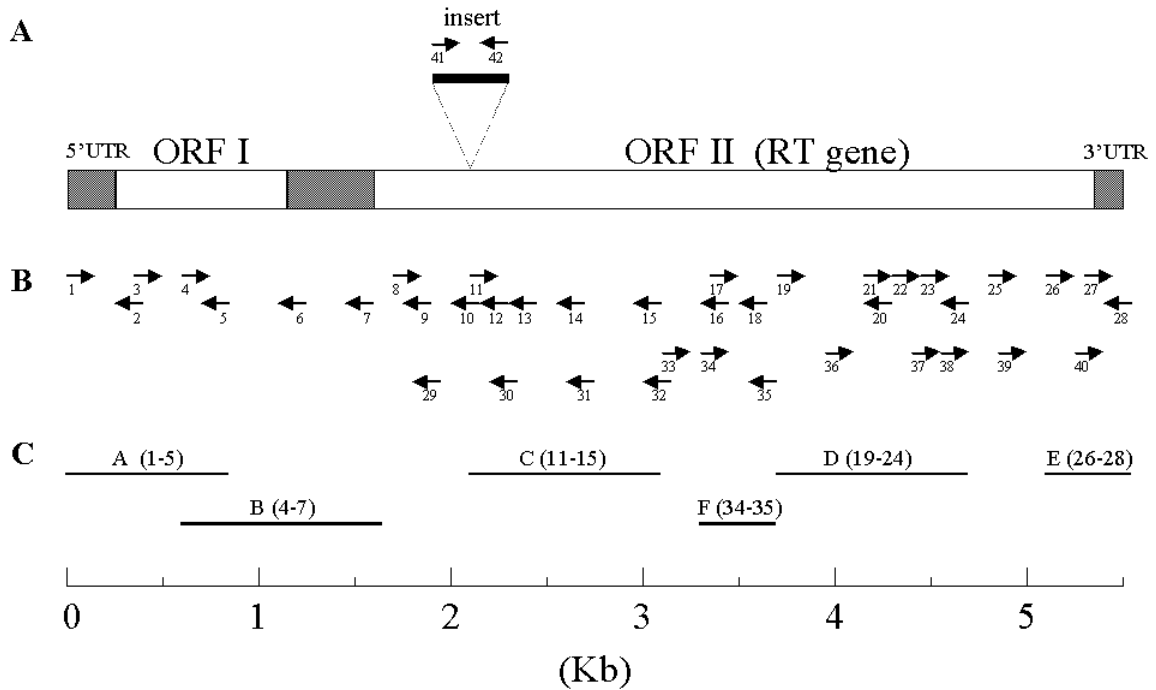 A
insert
41 42
5’UTR ORF I ORF II (RT gene) 3’UTR
B
1 3 4 8 11 17 19 21 22 23 25 26 27
2 5 6 7 9 10 12 13 14 15 16 18 20 24 28
33 34 36 37 38 39 40
29 30 31 32 35
C
A (1-5) C (11-15) D (19-24) E (26-28)
B (4-7) F (34-35)
0 1 2 3 4 5
(Kb)